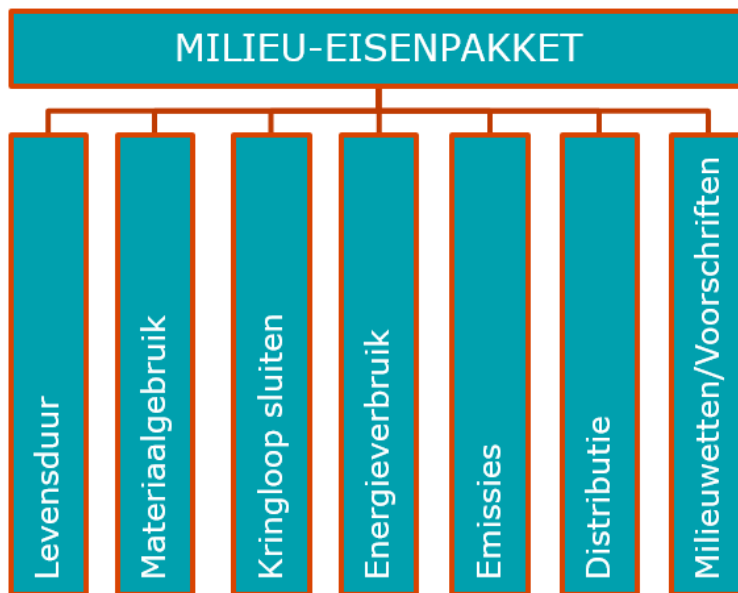 MILIEU-EISENPAKKET
Levensduur
Materiaalgebruik
Kringloop sluiten
Energieverbruik
Emissies
Distributie
Milieuwetten/Voorschriften